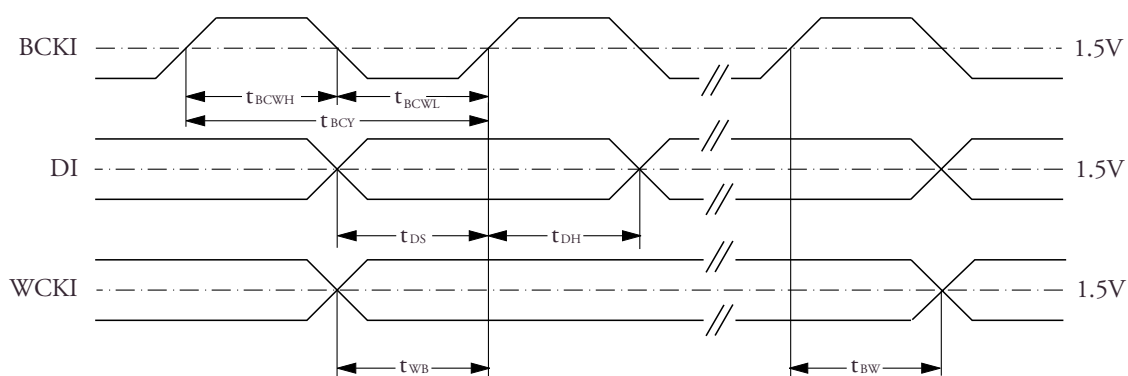 BCKI 1.5V
tBCWH tBCWL
tBCY
DI 1.5V
tDS tDH
WCKI 1.5V
tWB tBW